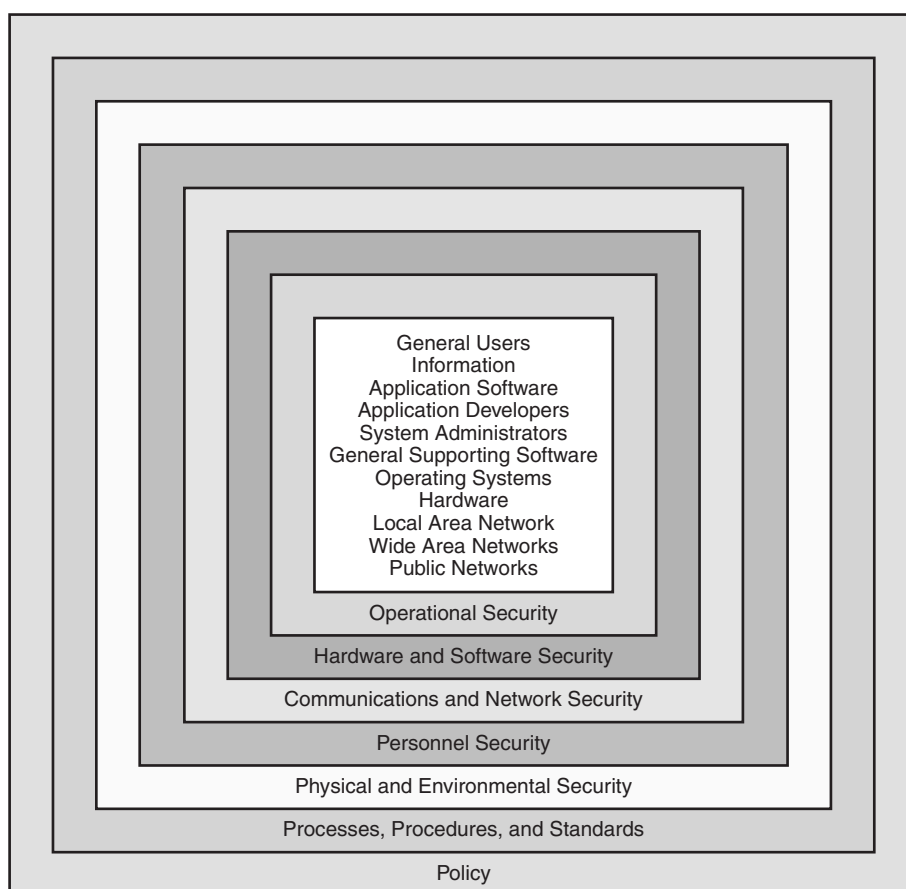 General Users
Information
Application Software
Application Developers
System Administrators
General Supporting Software
Operating Systems
Hardware
Local Area Network
Wide Area Networks
Public Networks
Operational Security
Hardware and Software Security
Communications and Network Security
Personnel Security
Physical and Environmental Security
Processes, Procedures, and Standards
Policy